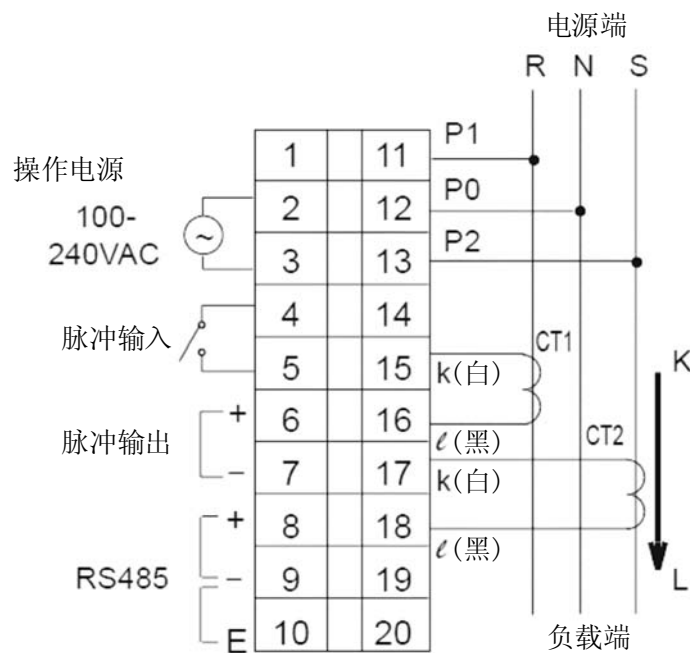 电源端
R N S
P1
1 11
操作电源
P0
100-
240VAC
~
2 12
P2
3 13
4 14
脉冲输入
CT1
K
5 15
k(白)
+
6 16
ℓ(黑)
CT2
脉冲输出
k(白)
−
7 17
+
8 18
ℓ(黑)
RS485
−
9 19
L
E
10 20
负载端